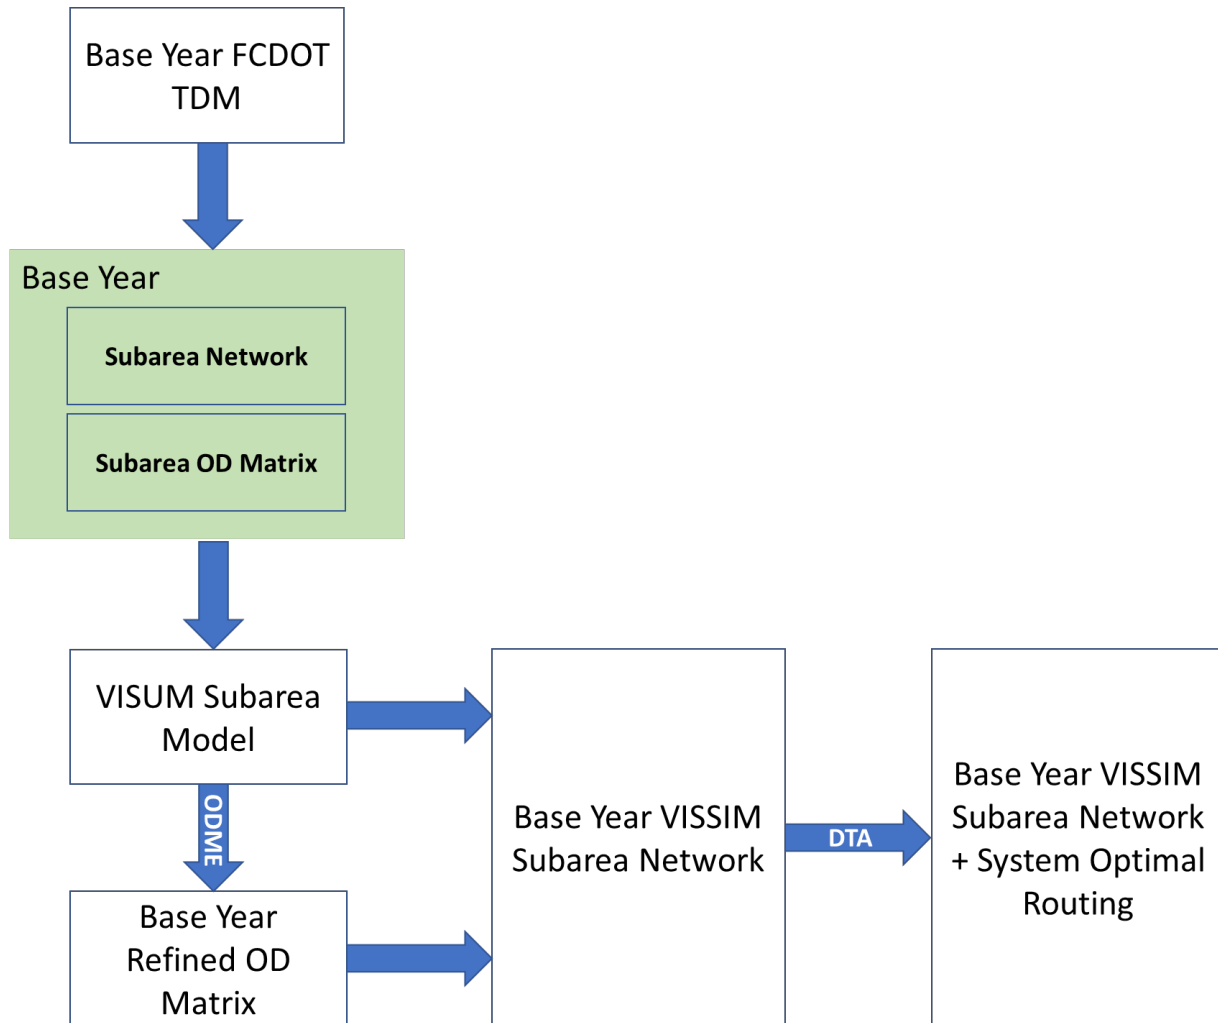 Base Year FCDOT
TDM
Base Year
Subarea Network
Subarea OD Matrix
VISUM Subarea
Model
ODME
Base Year
Refined OD
Matrix
Base Year VISSIM
Subarea Network
DTA
Base Year VISSIM
Subarea Network
+ System Optimal
Routing